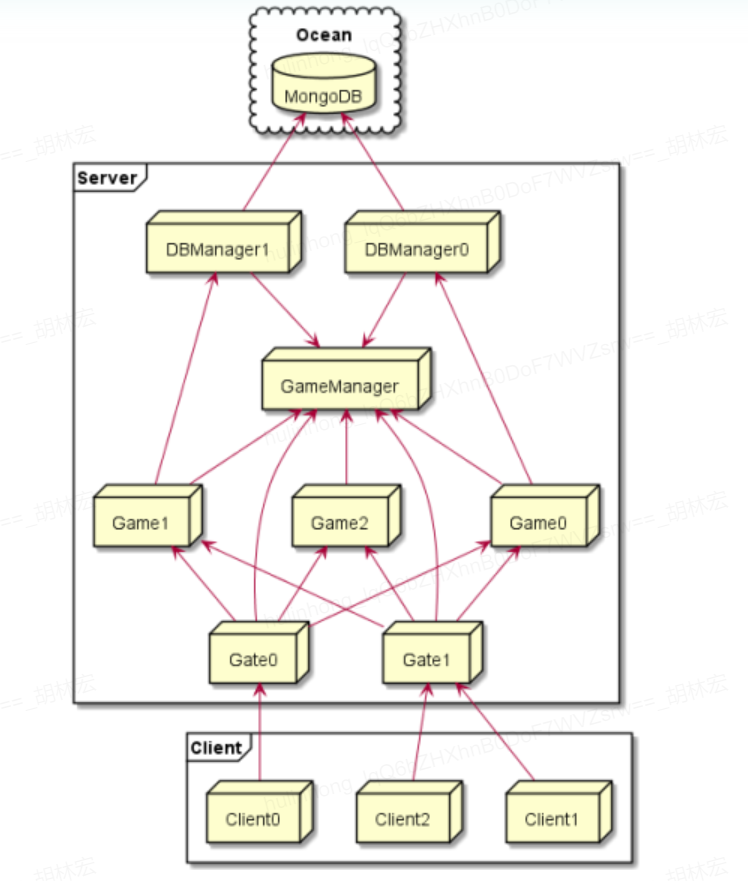 Ocean
MongoDB
Server
DBManager1
DBManager0
GameManager
Game1
Game2
Game0
Gate0
Gate1
Client
Client0
Client2
Client1